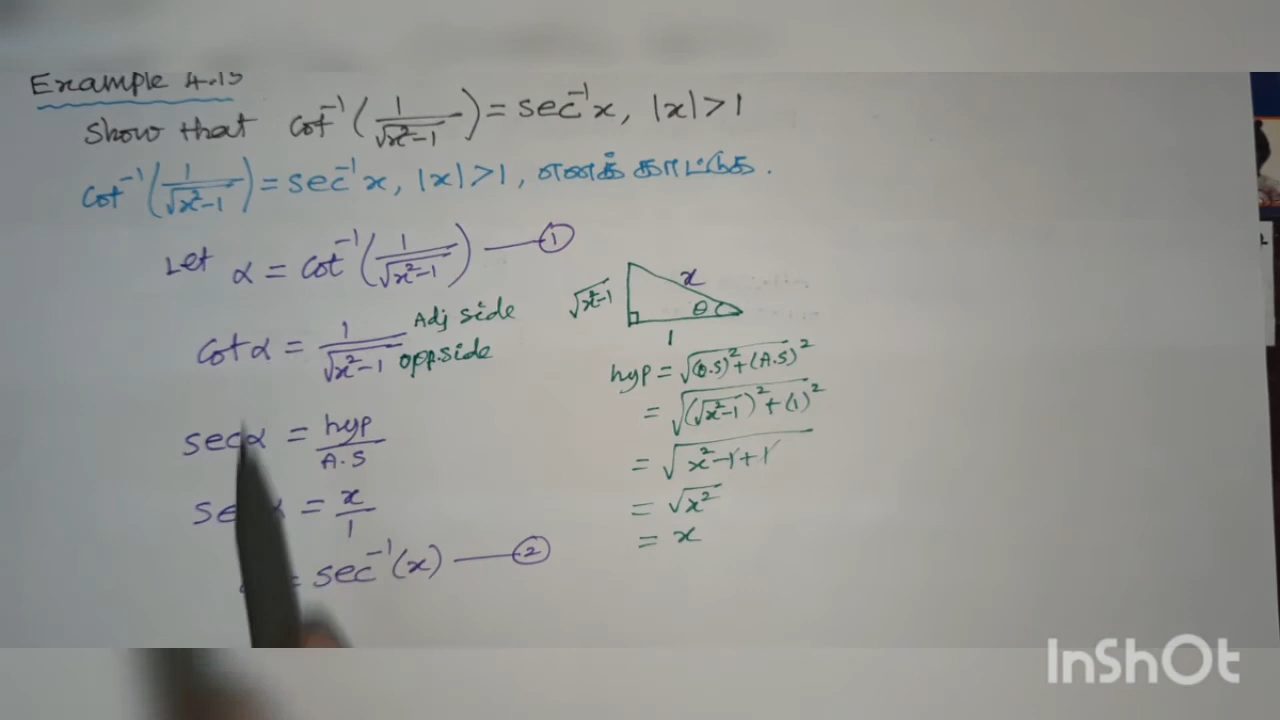 Example 4.15
Show that cot⁻¹(1/√(x²-1)) = sec⁻¹x, |x| > 1
cot⁻¹(1/√(x²-1)) = sec⁻¹x, |x| > 1, எனக் காட்டுக.
Let α = cot⁻¹(1/√(x²-1)) — ①
cot α = 1/√(x²-1) Adj side
opp.side
sec α = hyp/A.S
= x/1
= sec⁻¹(x) — ②
√(x²-1) x
θ
1
hyp = √((O.S)² + (A.S)²)
= √((√(x²-1))² + (1)²)
= √(x²-1+1)
= √x²
= x
InShOt